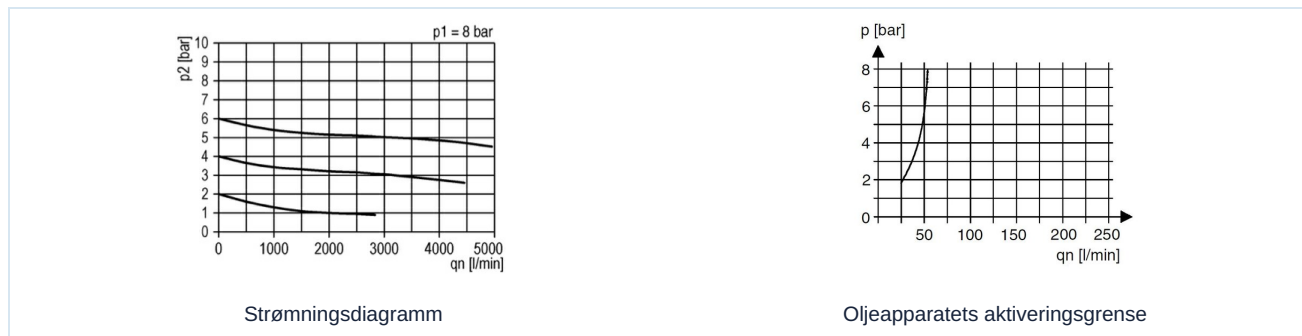 p1 = 8 bar
p2 [bar]
10
9
8
7
6
5
4
3
2
1
0
0 1000 2000 3000 4000 5000
qn [l/min]
Strømningsdiagramm
p [bar]
8
6
4
2
0
50 100 150 200 250
qn [l/min]
Oljeapparatets aktiveringsgrense